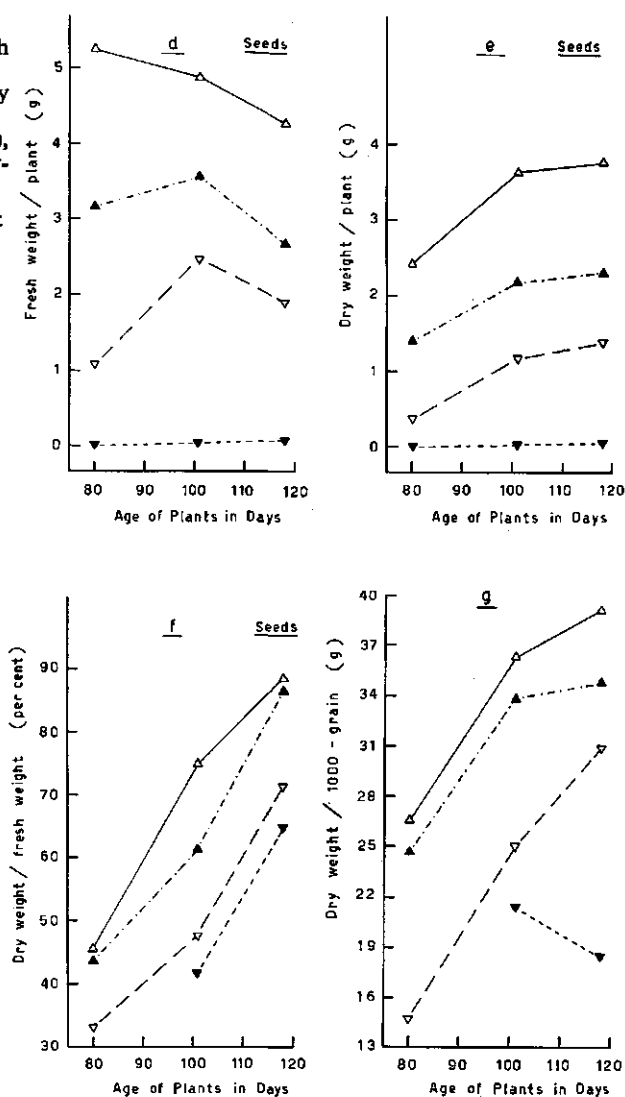 h
y
),
-
:
d Seeds
Fresh weight / plant (g)
5
4
3
2
1
0
80 90 100 110 120
Age of Plants in Days
e Seeds
Dry weight / plant (g)
4
3
2
1
0
80 90 100 110 120
Age of Plants in Days
f Seeds
Dry weight / fresh weight (per cent)
90
80
70
60
50
40
30
80 90 100 110 120
Age of Plants in Days
g
Dry weight / 1000 - grain (g)
40
37
34
31
28
25
22
19
16
13
80 90 100 110 120
Age of Plants in Days